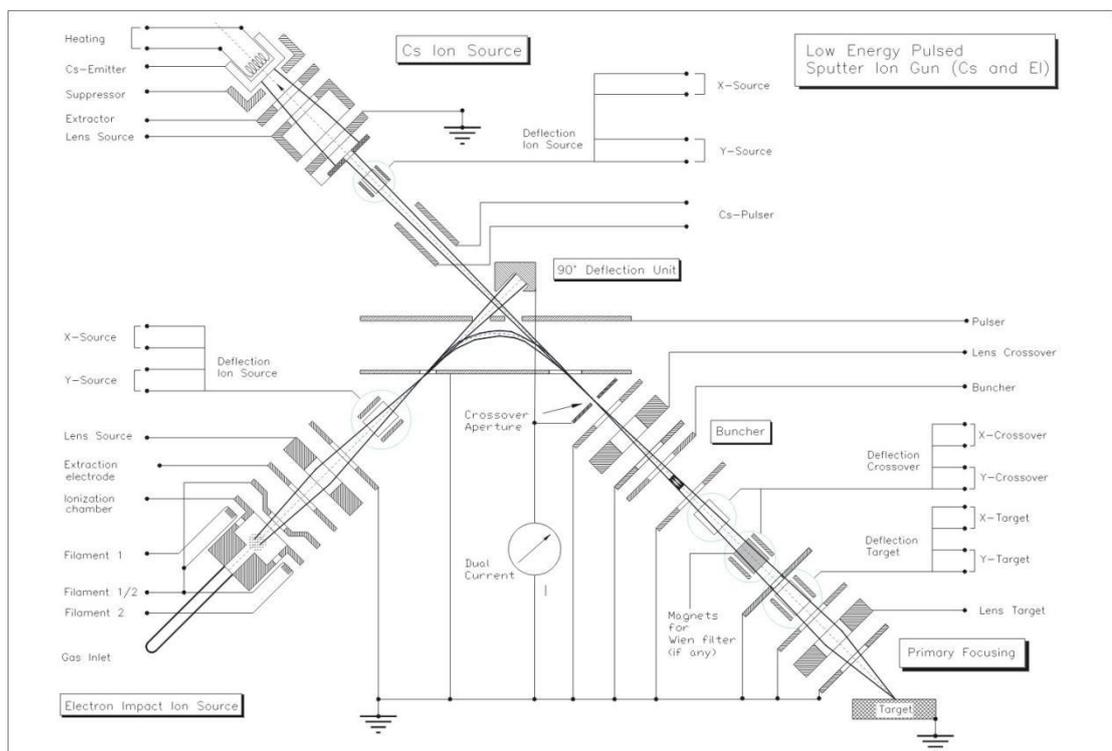 Heating
Cs-Emitter
Suppressor
Extractor
Lens Source
Cs Ion Source
Low Energy Pulsed
Sputter Ion Gun (Cs and EI)
Deflection
Ion Source
X-Source
Y-Source
Cs-Pulser
90° Deflection Unit
X-Source
Y-Source
Deflection
Ion Source
Pulser
Lens Crossover
Buncher
Crossover
Aperture
Buncher
Lens Source
Extraction
electrode
Ionization
chamber
Filament 1
Filament 1/2
Filament 2
Gas Inlet
Electron Impact Ion Source
Dual
Current
I
Deflection
Crossover
X-Crossover
Y-Crossover
Deflection
Target
X-Target
Y-Target
Magnets
for
Wien filter
(if any)
Lens Target
Primary Focusing
Target